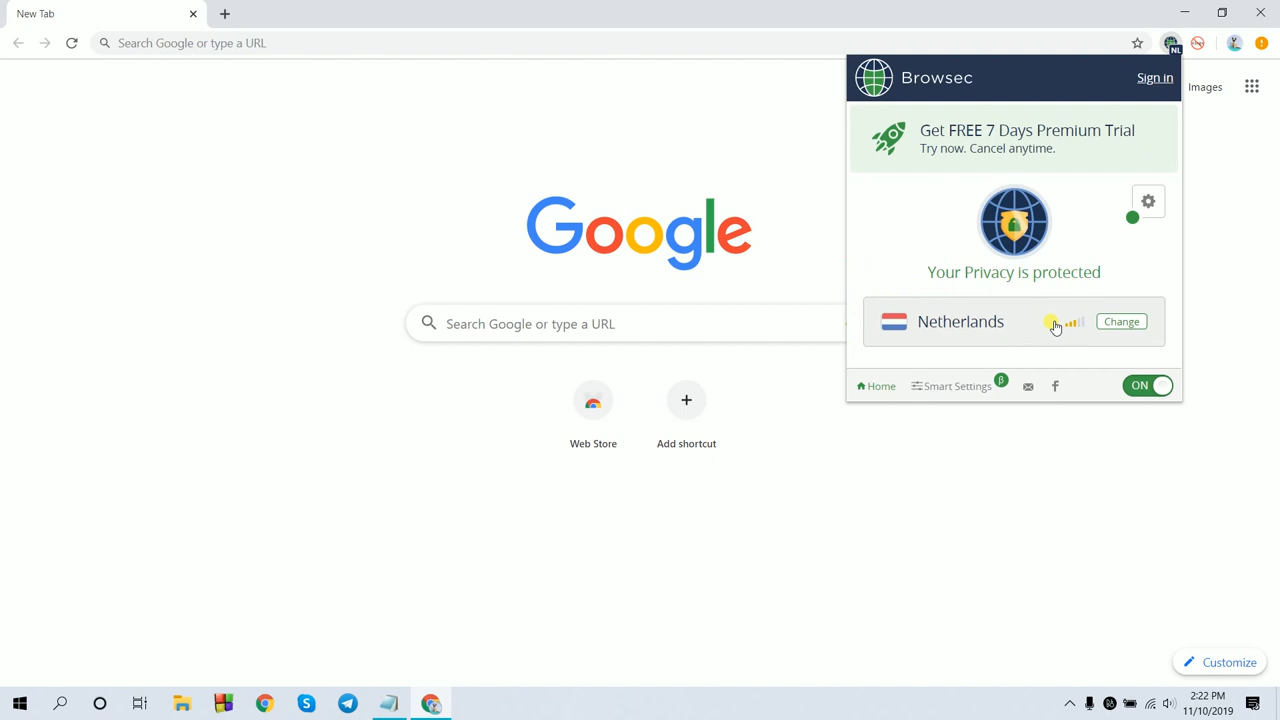 New Tab
Search Google or type a URL
NL
Browsec
Sign in
Images
Get FREE 7 Days Premium Trial
Try now. Cancel anytime.
Google
Your Privacy is protected
Search Google or type a URL
Netherlands
Change
Home
Smart Settings
β
f
ON
Web Store
Add shortcut
Customize
2:22 PM
11/10/2019